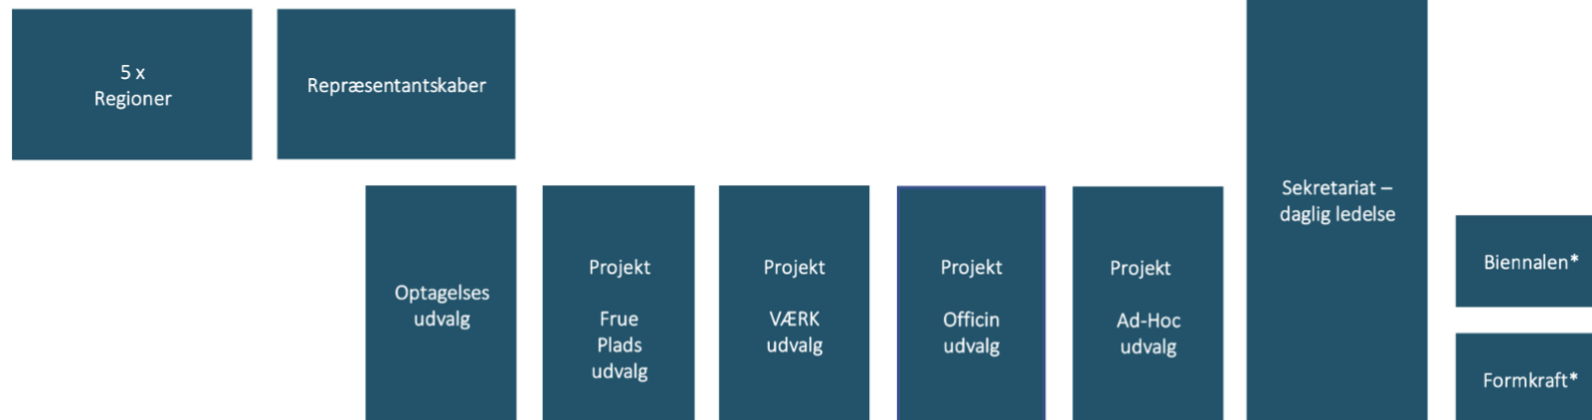 5 x
Regioner
Repræsentantskaber
Optagelses
udvalg
Projekt
Frue
Plads
udvalg
Projekt
VÆRK
udvalg
Projekt
Officin
udvalg
Projekt
Ad-Hoc
udvalg
Sekretariat –
daglig ledelse
Biennalen*
Formkraft*